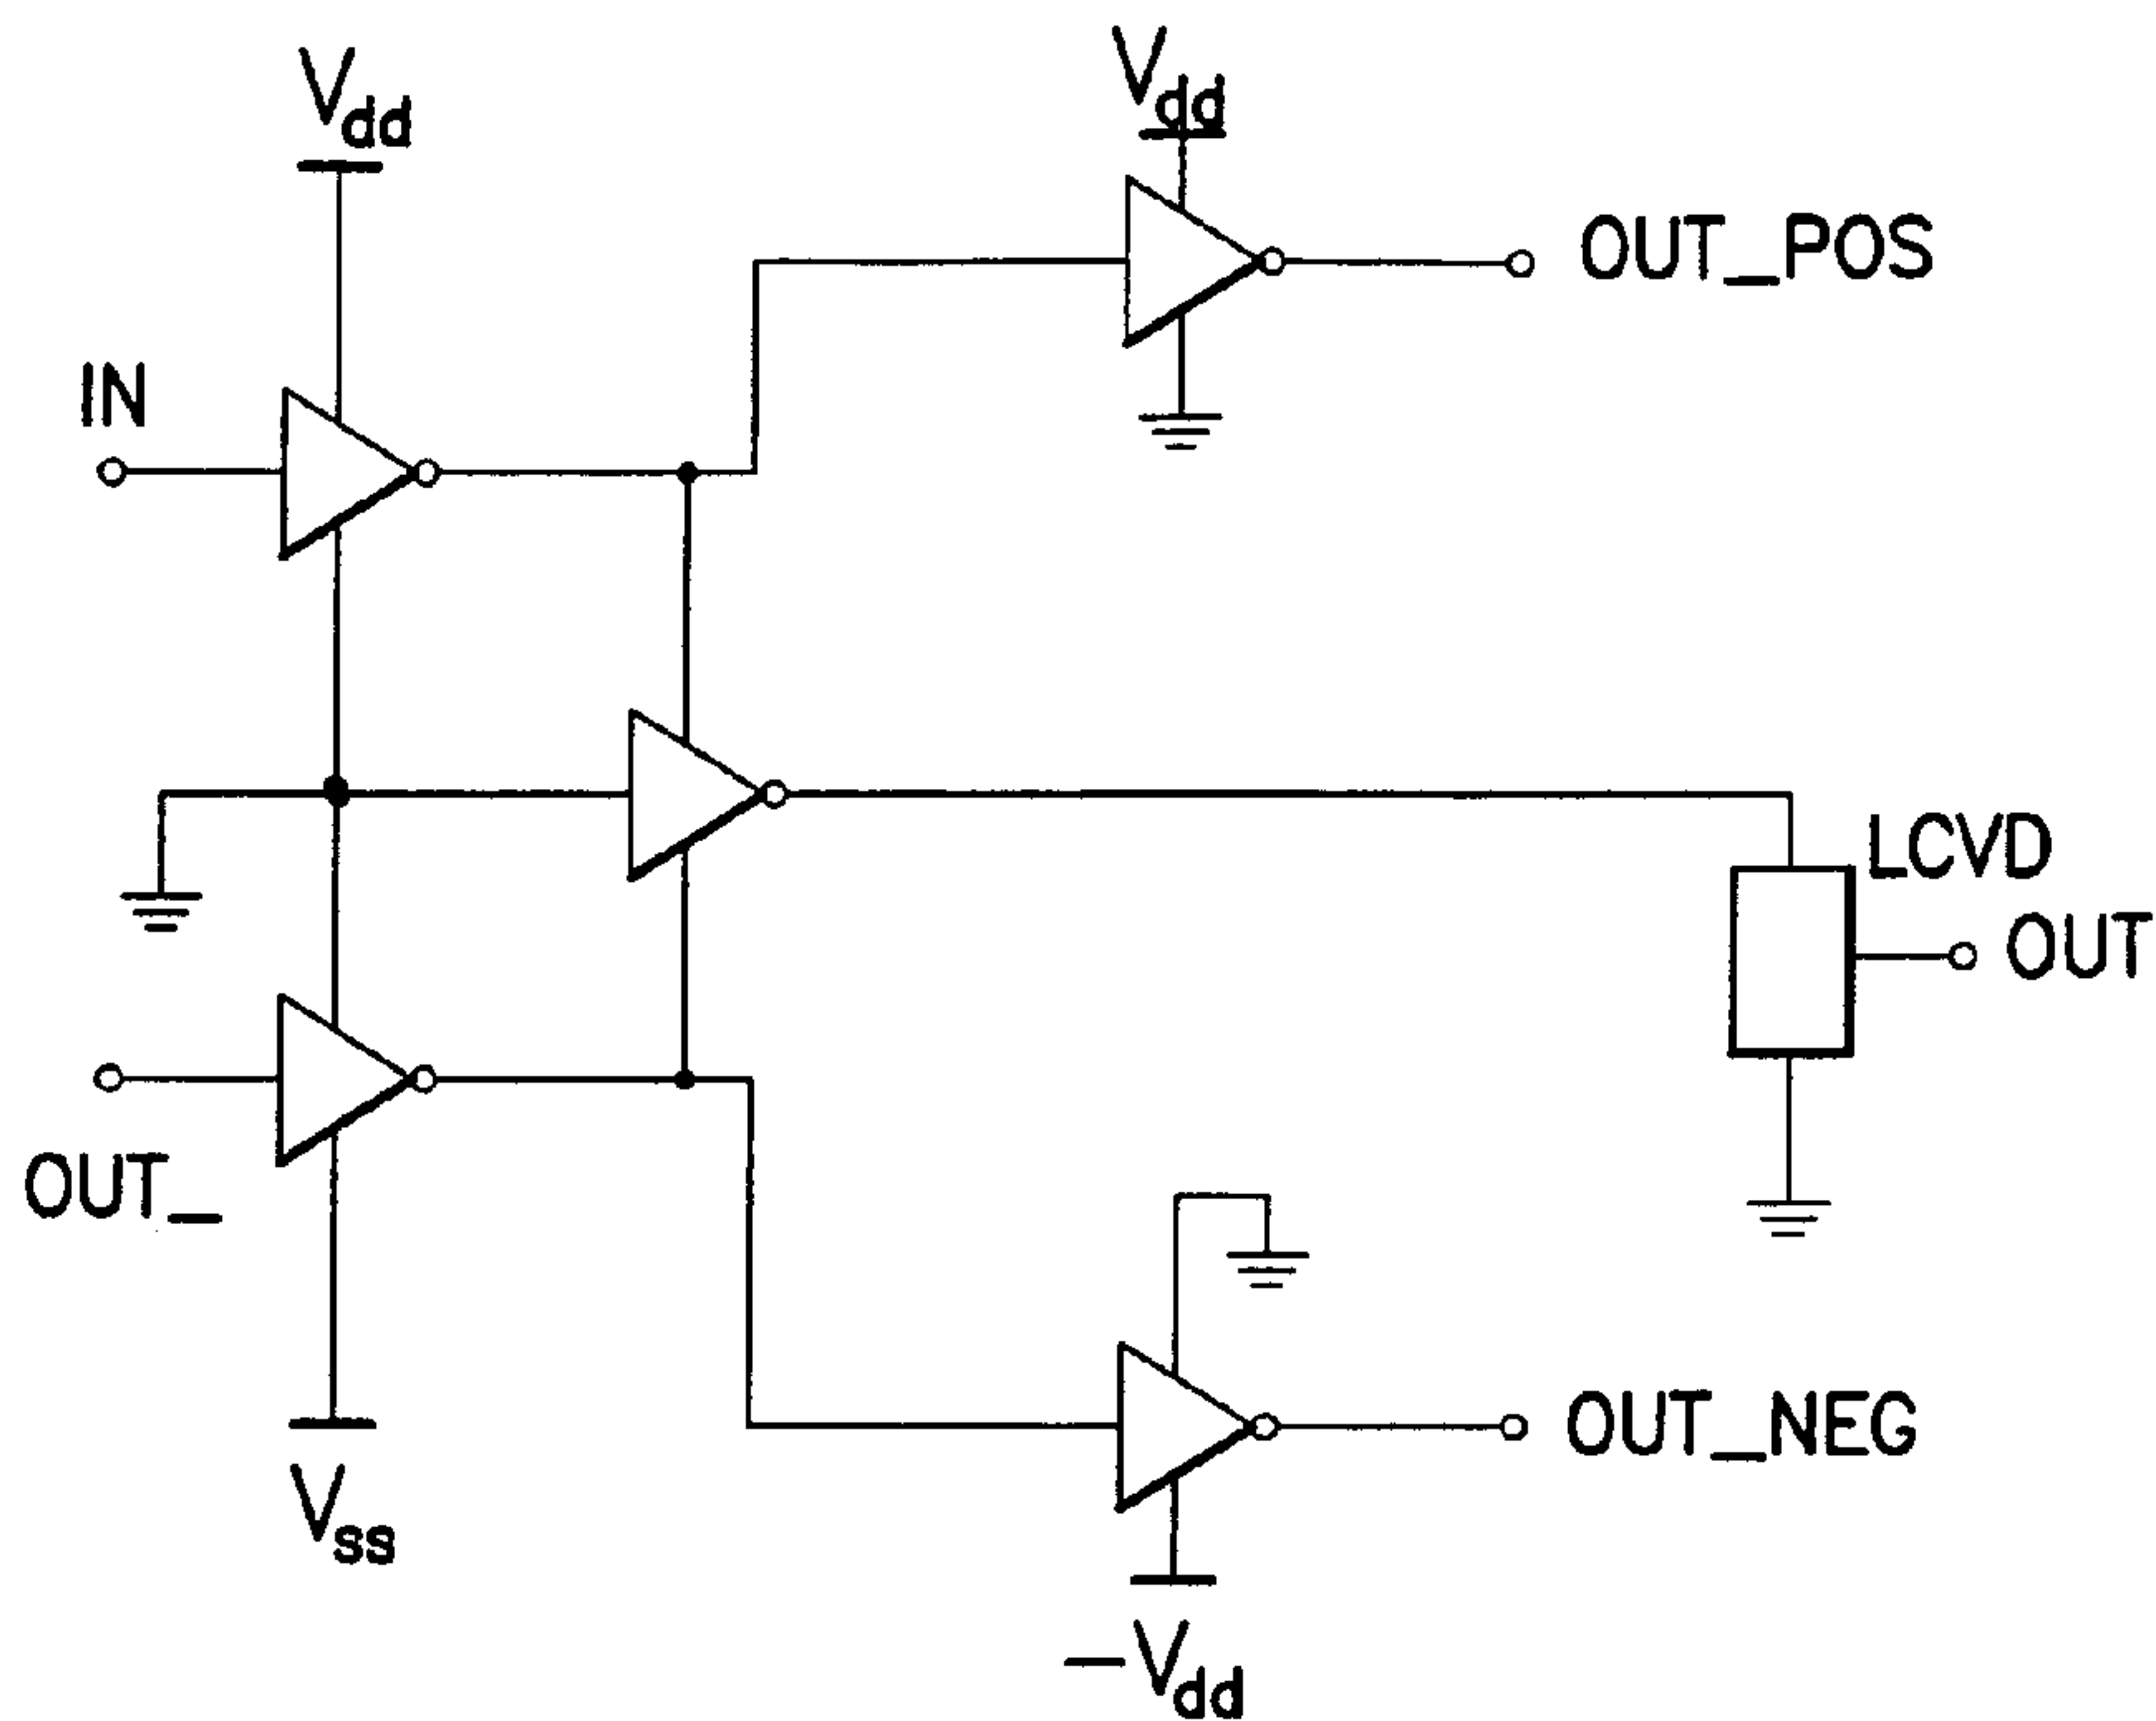 Vdd
Vdd
OUT_POS
IN
LCVD
OUT
OUT_
OUT_NEG
Vss
-Vdd